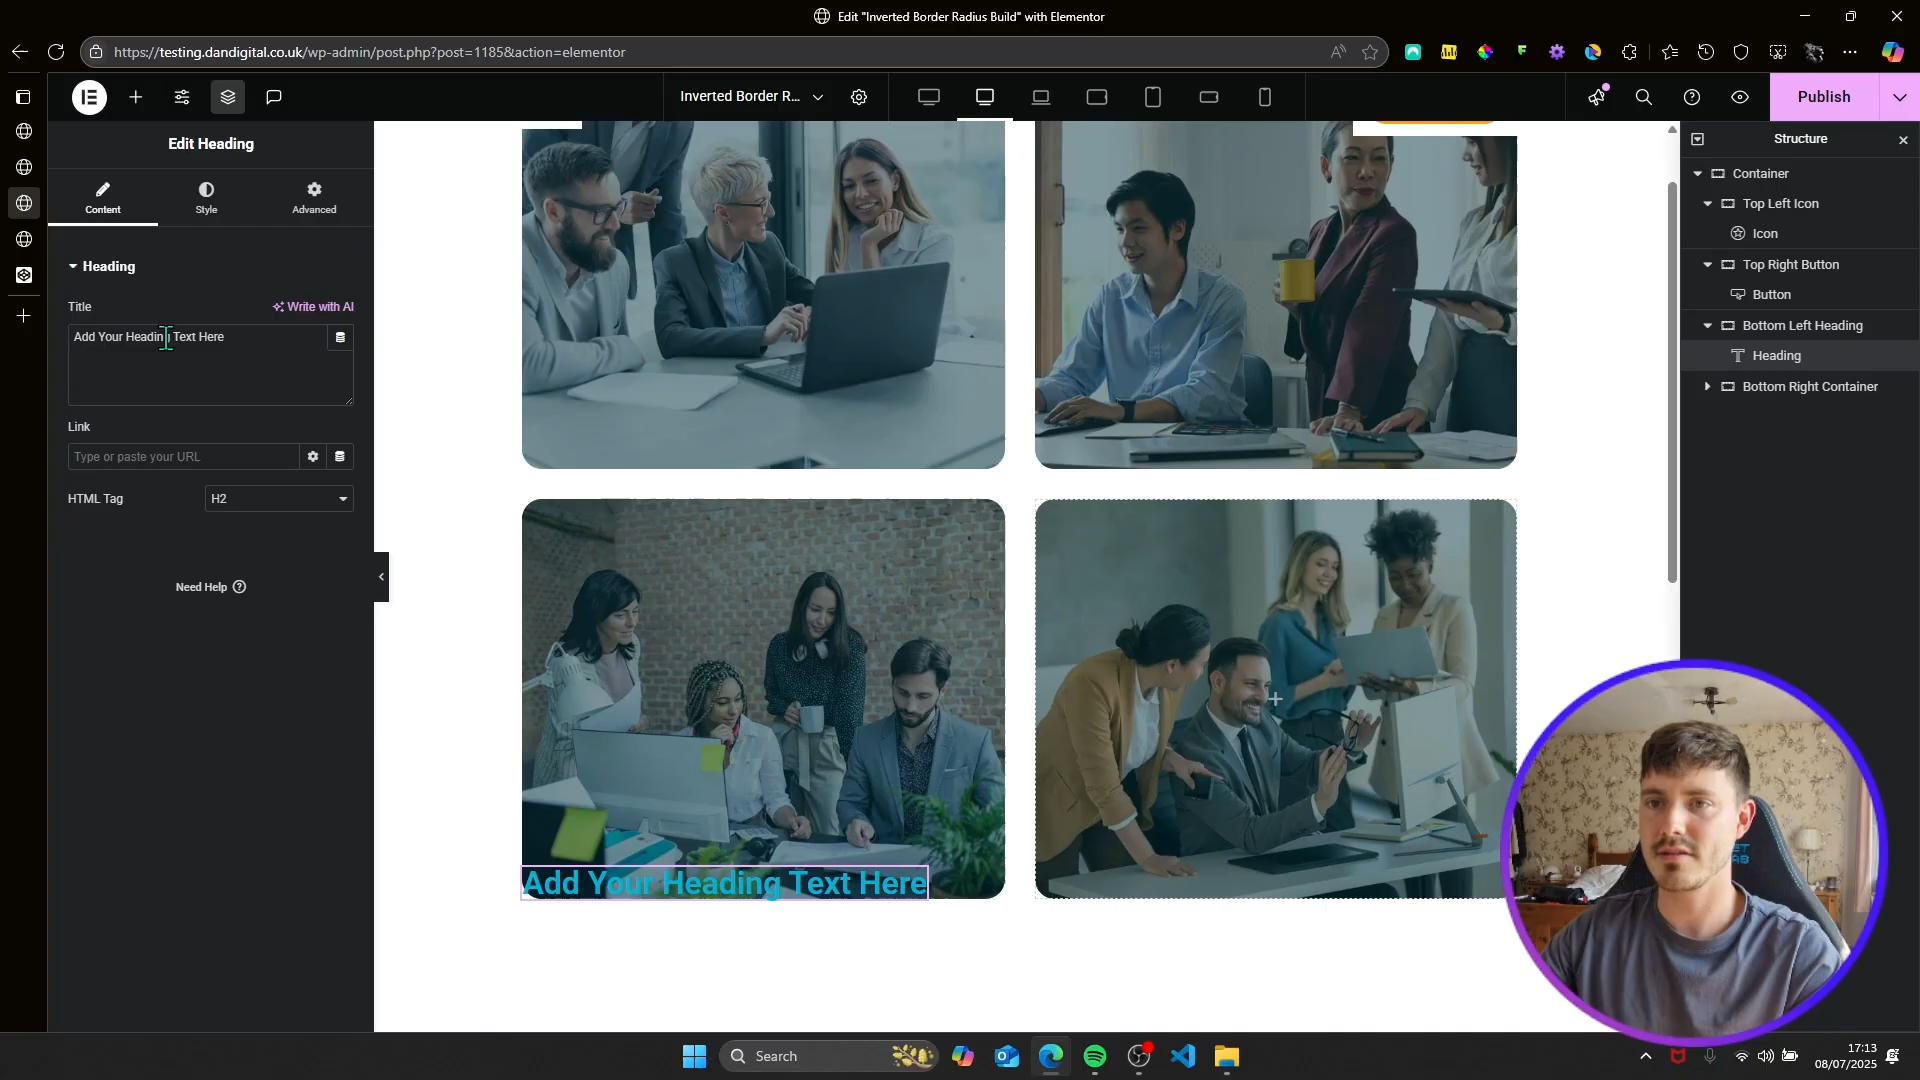 Edit "Inverted Border Radius Build" with Elementor
https://testing.dandigital.co.uk/wp-admin/post.php?post=1185&action=elementor
Inverted Border R...
Publish
Edit Heading
Content
Style
Advanced
Heading
Title
Write with AI
Add Your Heading Text Here
Link
Type or paste your URL
HTML Tag
H2
Need Help
Add Your Heading Text Here
Structure
Container
Top Left Icon
Icon
Top Right Button
Button
Bottom Left Heading
Heading
Bottom Right Container
Search
17:13
08/07/2025